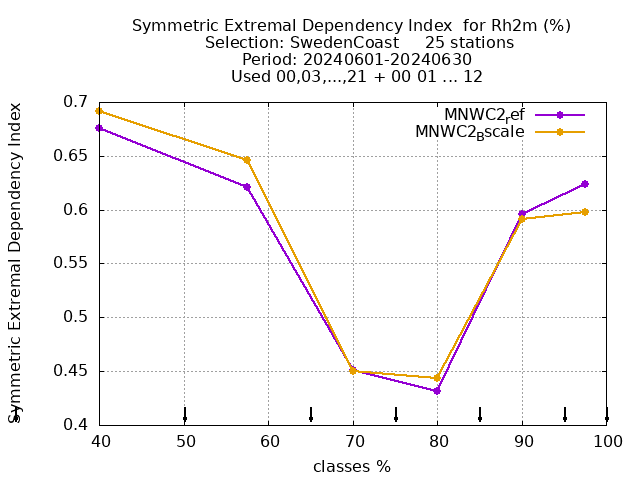 Symmetric Extremal Dependency Index  for Rh2m (%)
Selection: SwedenCoast     25 stations
Period: 20240601-20240630
Used 00,03,...,21 + 00 01 ... 12
MNWC2ref
MNWC2Bscale
Symmetric Extremal Dependency Index
0.7
0.65
0.6
0.55
0.5
0.45
0.4
40 50 60 70 80 90 100
classes %